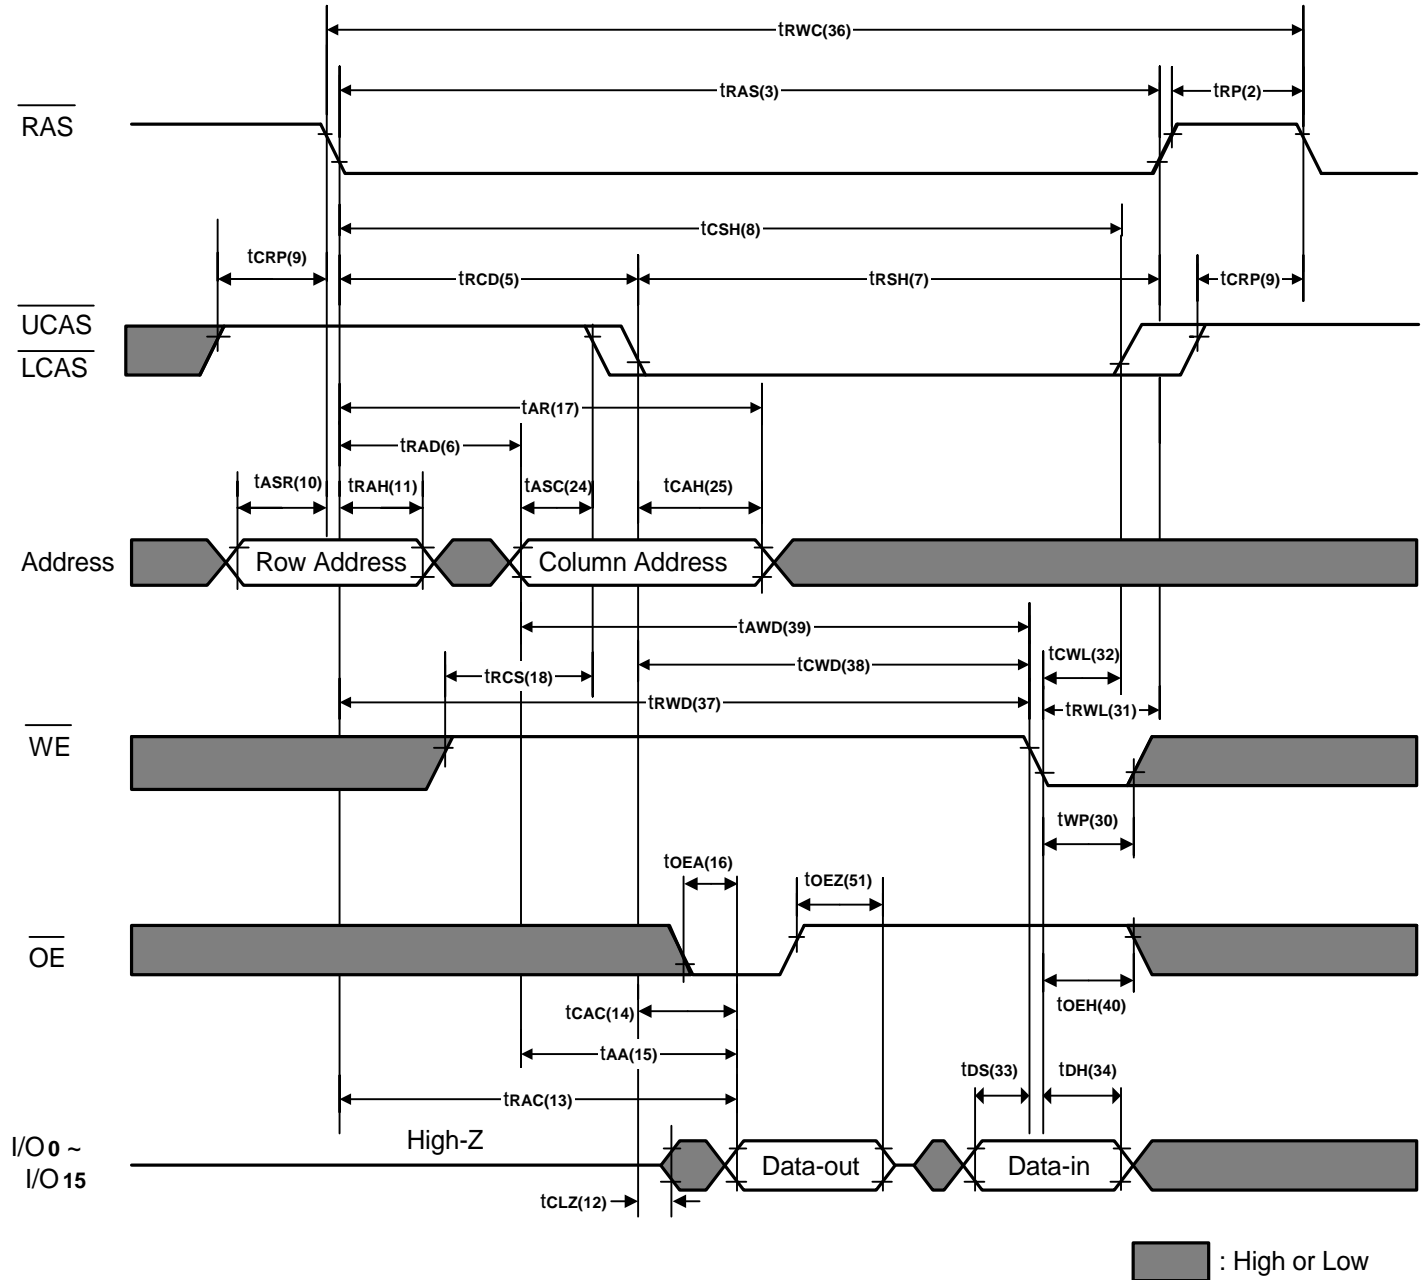 tRWC(36)
tRAS(3)
tRP(2)
RAS
tCSH(8)
tCRP(9)
tRCD(5)
tRSH(7)
tCRP(9)
UCAS
LCAS
tAR(17)
tRAD(6)
tASR(10)
tRAH(11)
tASC(24)
tCAH(25)
Address
Row Address
Column Address
tAWD(39)
tCWL(32)
tCWD(38)
tRCS(18)
tRWD(37)
tRWL(31)
WE
tWP(30)
tOEA(16)
tOEZ(51)
OE
tOEH(40)
tCAC(14)
tAA(15)
tDS(33)
tDH(34)
tRAC(13)
High-Z
I/O0 ~
I/O15
Data-out
Data-in
tCLZ(12)
: High or Low